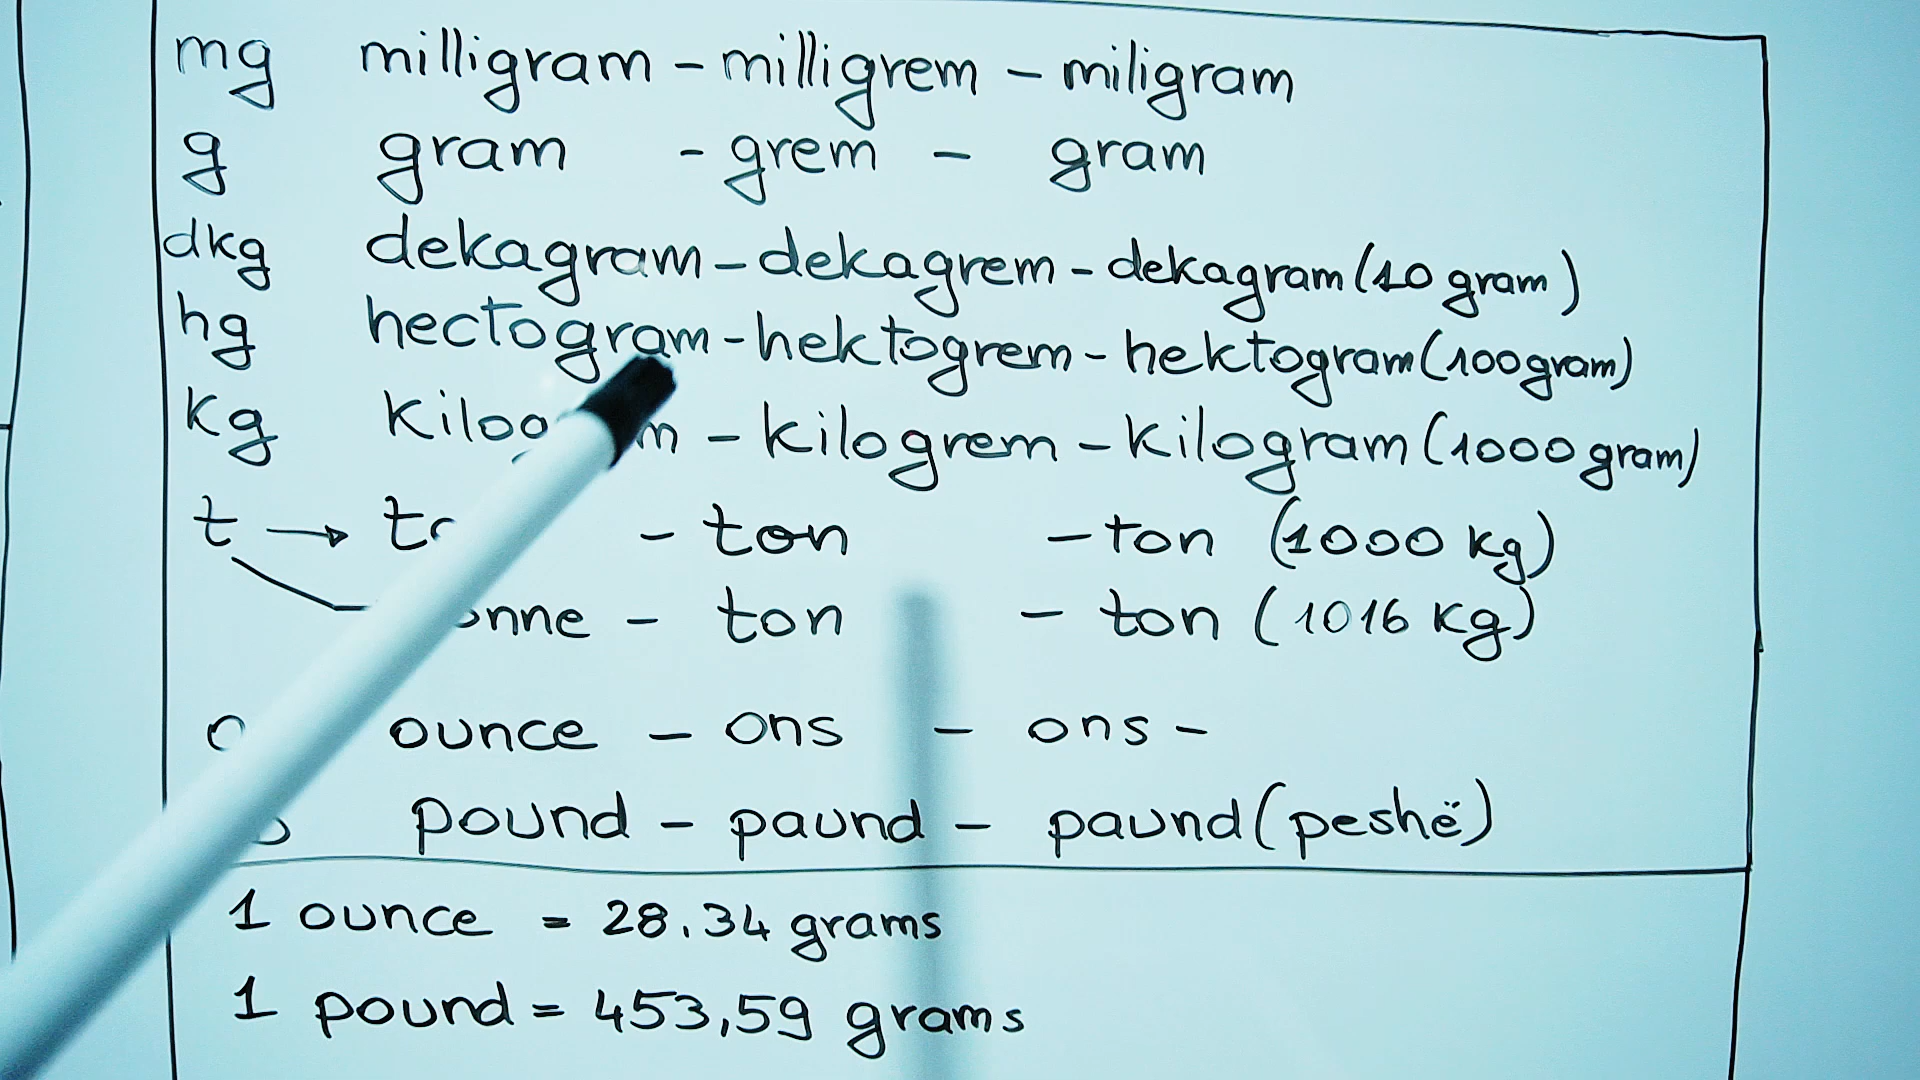 mg milligram - milligrem - miligram
g gram - grem - gram
dkg dekagram - dekagrem - dekagram (10 gram)
hg hectogram - hektogrem - hektogram (100 gram)
kg - kilogrem - kilogram (1000 gram)
t → - ton - ton (1000 kg)
- ton - ton (1016 kg)
ounce - ons - ons -
pound - paund - paund (peshë)
1 ounce = 28.34 grams
1 pound = 453,59 grams